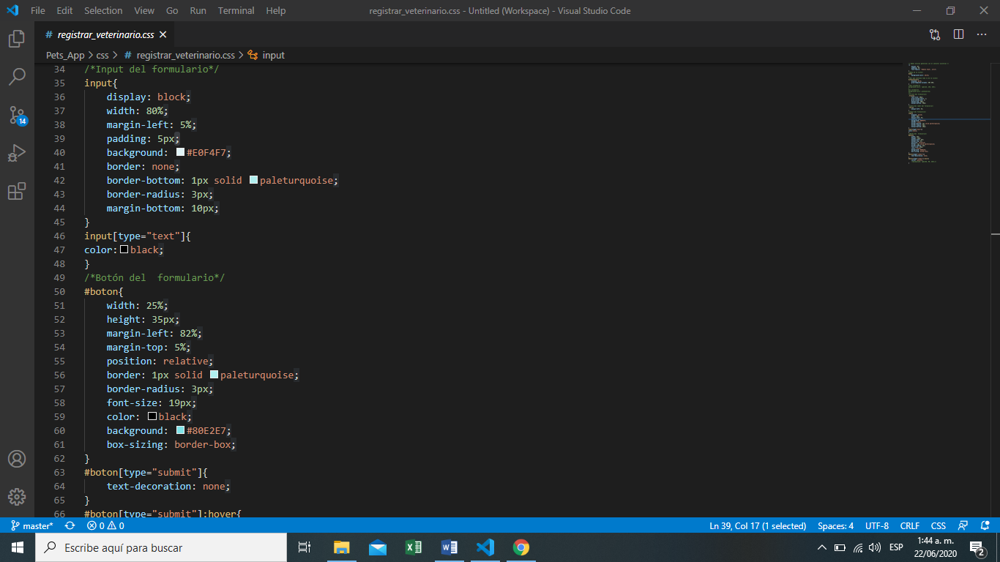 File Edit Selection View Go Run Terminal Help registrar_veterinario.css - Untitled (Workspace) - Visual Studio Code
# registrar_veterinario.css
Pets_App > css > # registrar_veterinario.css > input
34 /*Input del formulario*/
35 input{
36 display: block;
37 width: 80%;
38 margin-left: 5%;
39 padding: 5px;
40 background: #E0F4F7;
41 border: none;
42 border-bottom: 1px solid paleturquoise;
43 border-radius: 3px;
44 margin-bottom: 10px;
45 }
46 input[type="text"]{
47 color: black;
48 }
49 /*Botón del  formulario*/
50 #boton{
51 width: 25%;
52 height: 35px;
53 margin-left: 82%;
54 margin-top: 5%;
55 position: relative;
56 border: 1px solid paleturquoise;
57 border-radius: 3px;
58 font-size: 19px;
59 color: black;
60 background: #80E2E7;
61 box-sizing: border-box;
62 }
63 #boton[type="submit"]{
64 text-decoration: none;
65 }
66 #boton[type="submit"]:hover{
14
master* 0 0 Ln 39, Col 17 (1 selected) Spaces: 4 UTF-8 CRLF CSS
Escribe aquí para buscar
ESP
1:44 a. m.
22/06/2020
2